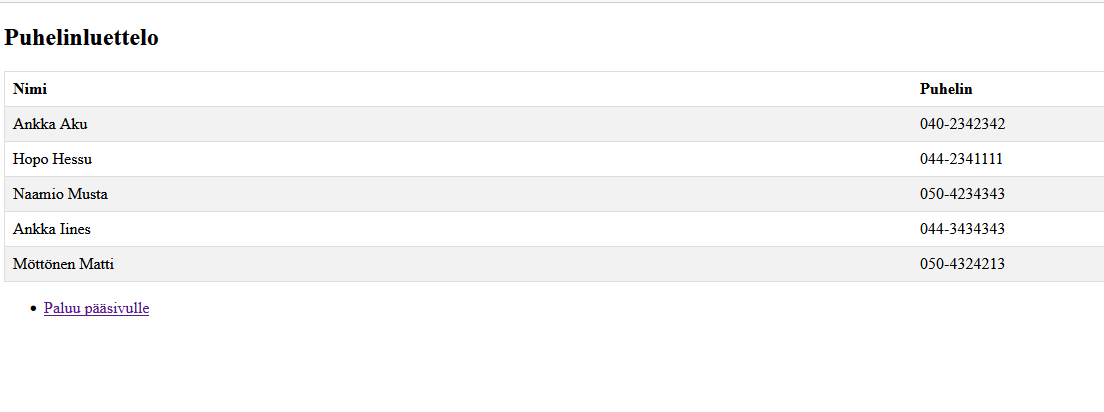 Puhelinluettelo
Nimi Puhelin
Ankka Aku 040-2342342
Hopo Hessu 044-2341111
Naamio Musta 050-4234343
Ankka Iines 044-3434343
Möttönen Matti 050-4324213
Paluu pääsivulle